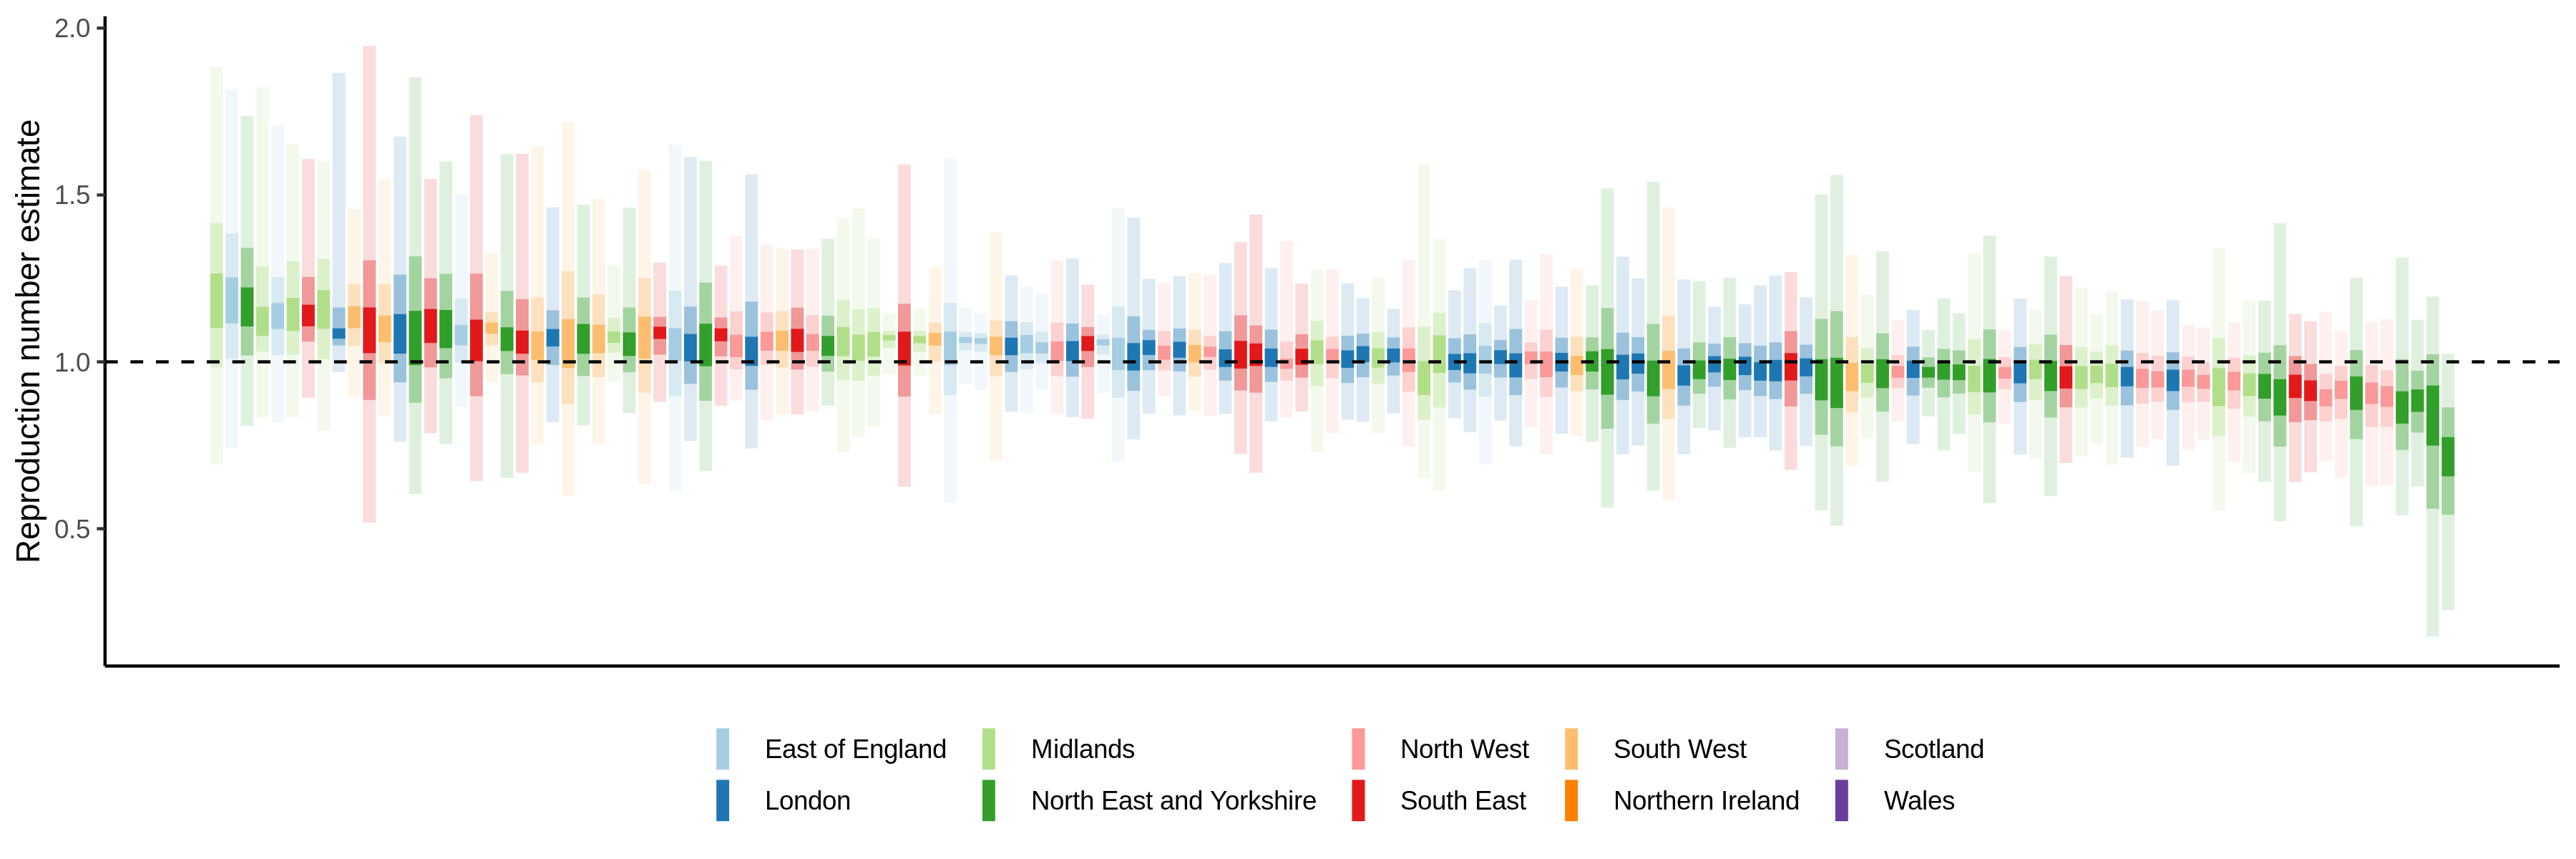 Reproduction number estimate
2.0
1.5
1.0
0.5
East of England
Midlands
North West
South West
Scotland
London
North East and Yorkshire
South East
Northern Ireland
Wales